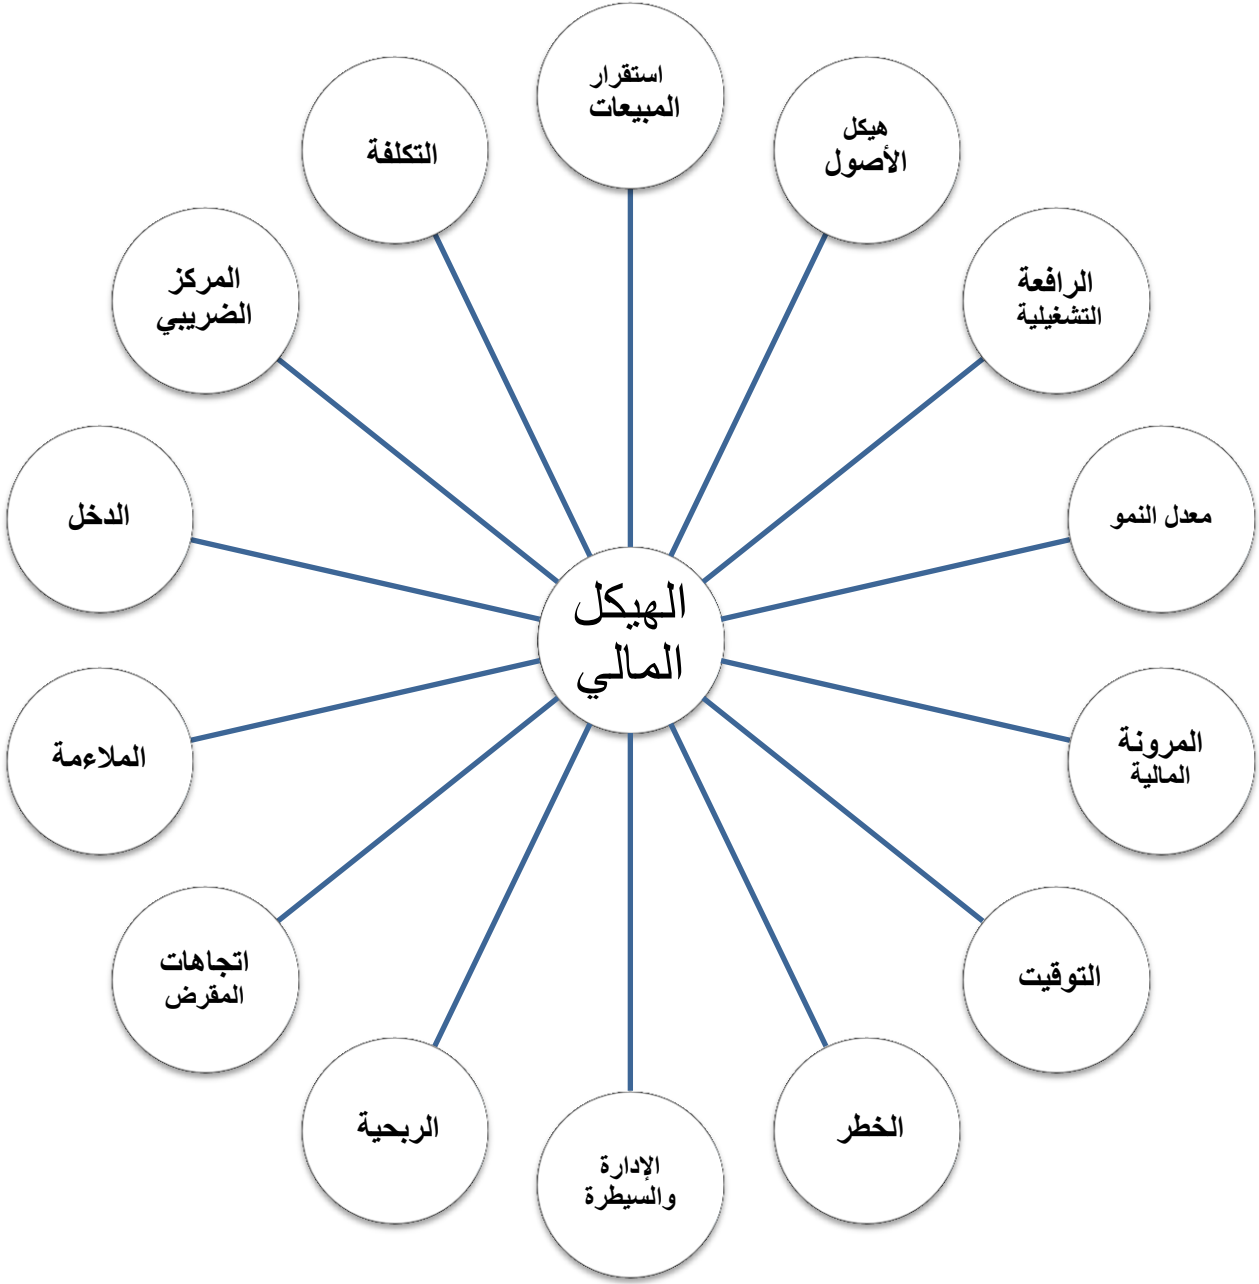 استقرار
المبيعات
هيكل
الأصول
الرافعة
التشغيلية
معدل النمو
المرونة
المالية
التوقيت
الخطر
الإدارة
والسيطرة
الربحية
اتجاهات
المقرض
الملاءمة
الدخل
المركز
الضريبي
التكلفة
الهيكل
المالي